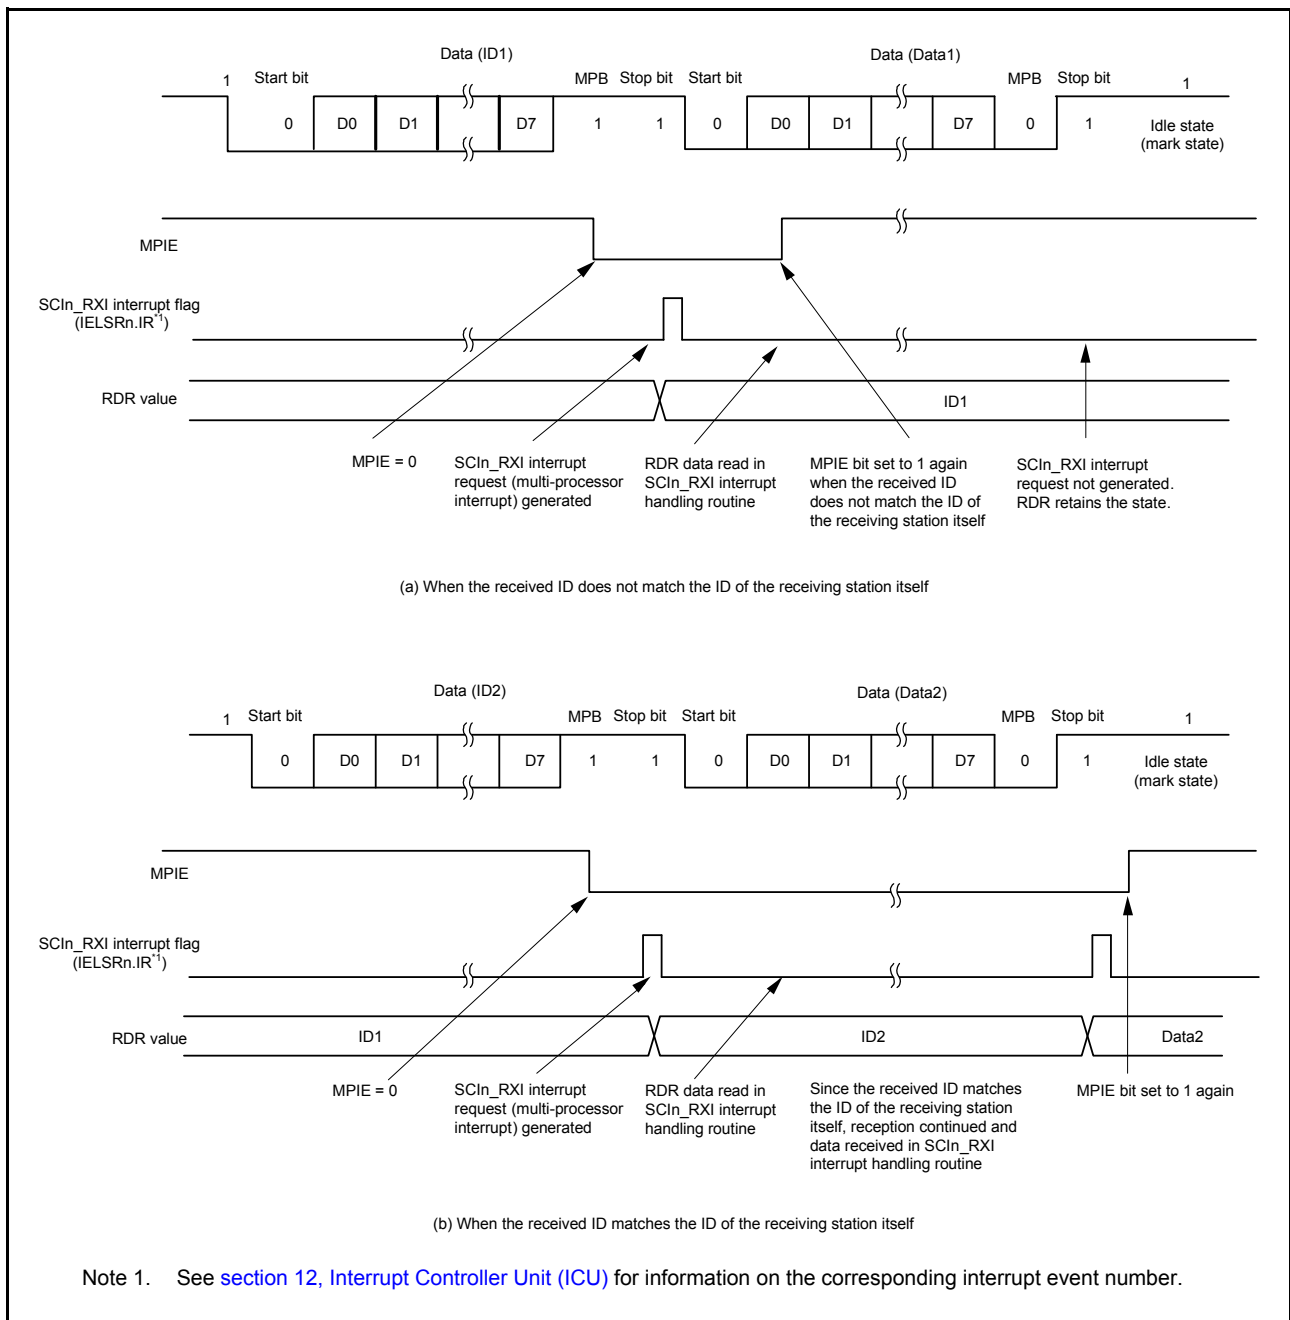 Data (ID1) Data (Data1)
1 Start bit MPB Stop bit Start bit MPB Stop bit 1
0 D0 D1 D7 1 1 0 D0 D1 D7 0 1 Idle state
(mark state)
MPIE
SCIn_RXI interrupt flag
(IELSRn.IR*1)
RDR value ID1
MPIE = 0
SCIn_RXI interrupt
request (multi-processor
interrupt) generated
RDR data read in
SCIn_RXI interrupt
handling routine
MPIE bit set to 1 again
when the received ID
does not match the ID of
the receiving station itself
SCIn_RXI interrupt
request not generated.
RDR retains the state.
(a) When the received ID does not match the ID of the receiving station itself
Data (ID2) Data (Data2)
1 Start bit MPB Stop bit Start bit MPB Stop bit 1
0 D0 D1 D7 1 1 0 D0 D1 D7 0 1 Idle state
(mark state)
MPIE
SCIn_RXI interrupt flag
(IELSRn.IR*1)
RDR value ID1 ID2 Data2
MPIE = 0
SCIn_RXI interrupt
request (multi-processor
interrupt) generated
RDR data read in
SCIn_RXI interrupt
handling routine
Since the received ID matches
the ID of the receiving station
itself, reception continued and
data received in SCIn_RXI
interrupt handling routine
MPIE bit set to 1 again
(b) When the received ID matches the ID of the receiving station itself
Note 1. See section 12, Interrupt Controller Unit (ICU) for information on the corresponding interrupt event number.